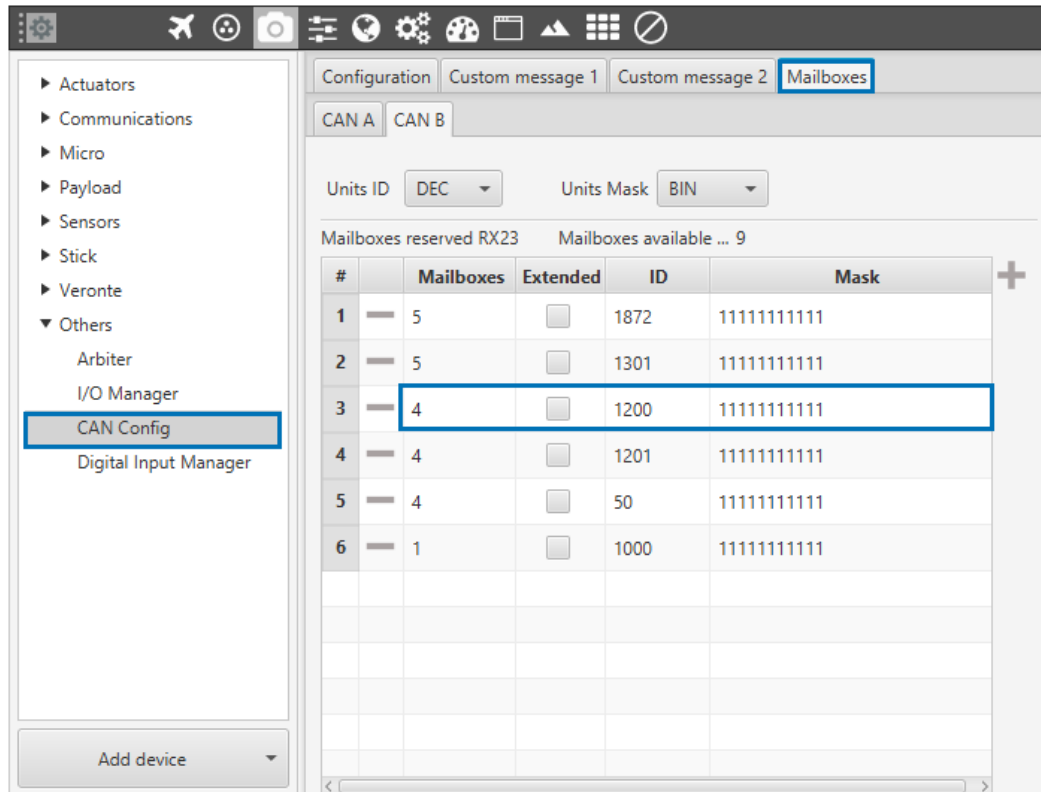 Configuration Custom message 1 Custom message 2 Mailboxes
CAN A CAN B
Actuators
Communications
Micro
Payload
Sensors
Stick
Veronte
Others
Arbiter
I/O Manager
CAN Config
Digital Input Manager
Add device
Units ID DEC Units Mask BIN
Mailboxes reserved RX23 Mailboxes available ... 9
# Mailboxes Extended ID Mask
1 5 1872 11111111111
2 5 1301 11111111111
3 4 1200 11111111111
4 4 1201 11111111111
5 4 50 11111111111
6 1 1000 11111111111